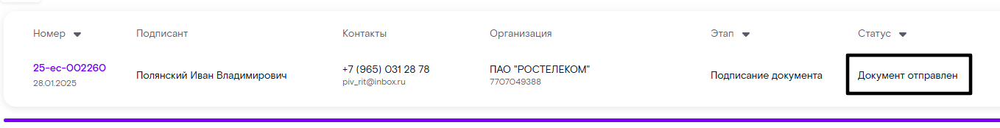 Номер Подписант Контакты Организация Этап Статус
25-ес-002260 Полянский Иван Владимирович +7 (965) 031 28 78 ПАО "РОСТЕЛЕКОМ" Подписание документа Документ отправлен
28.01.2025 piv_rit@inbox.ru 7707049388